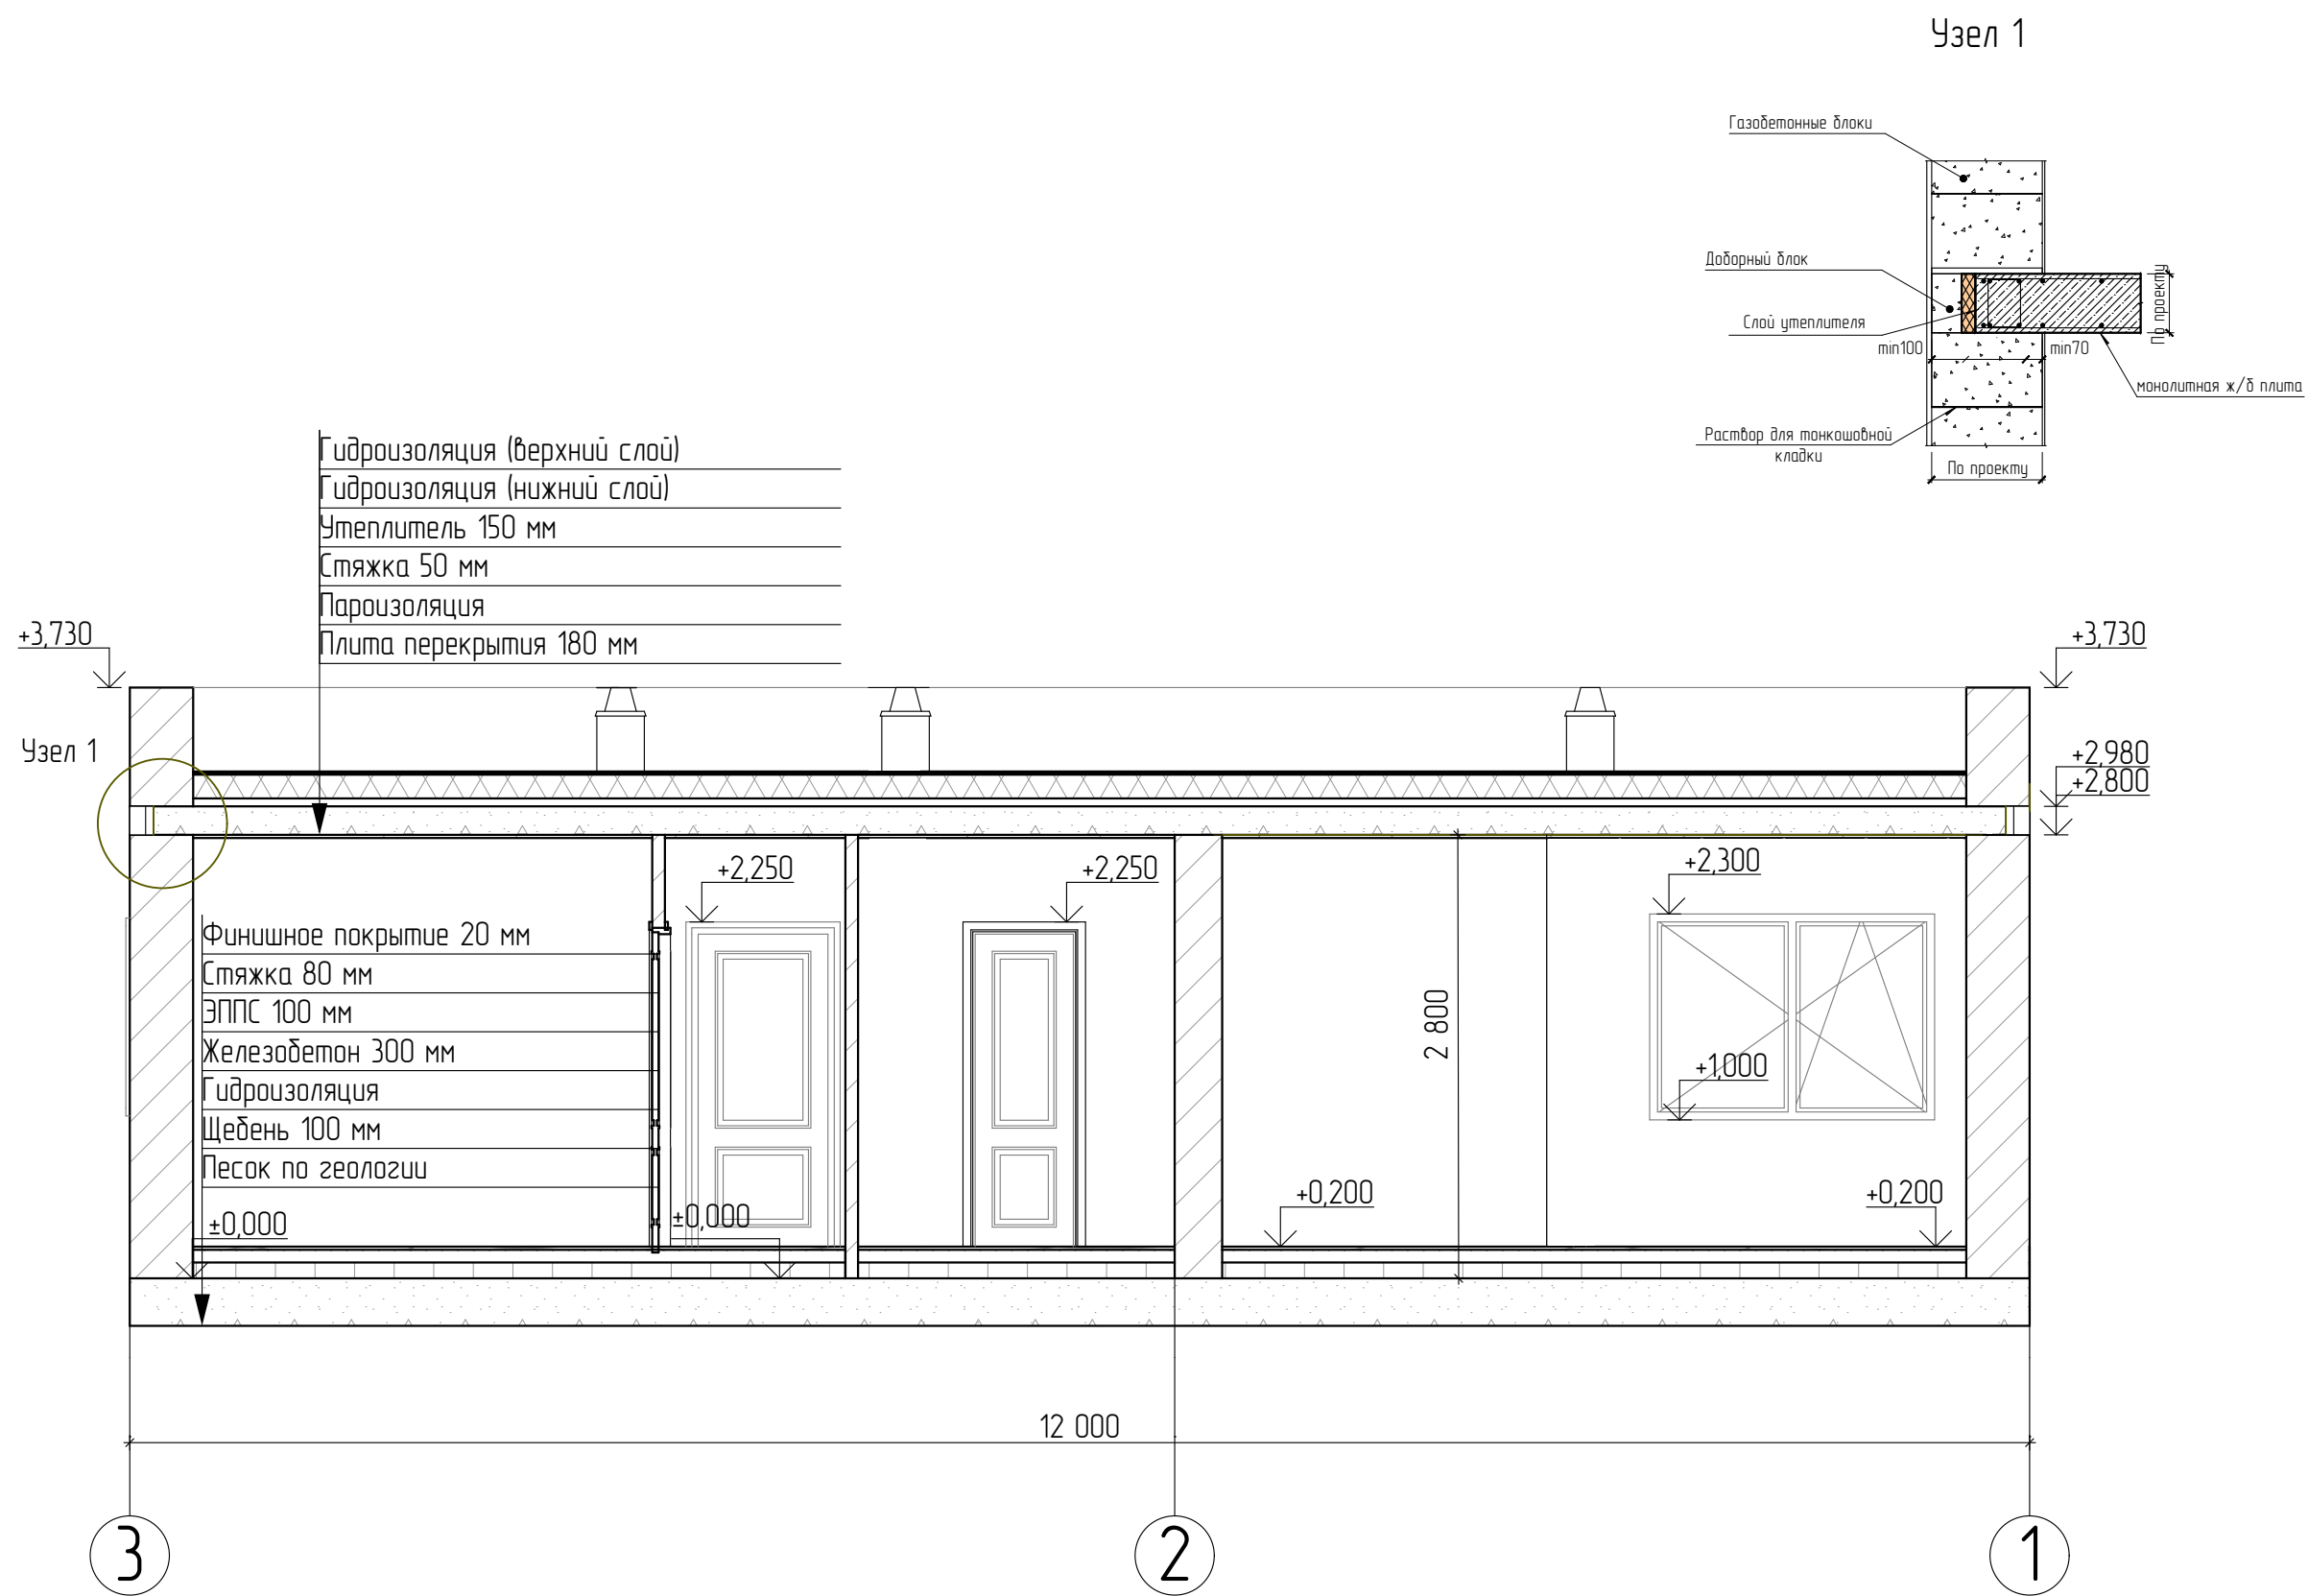 Узел 1
Газобетонные блоки
Доборный блок
Слой утеплителя
min100
min70
По проекту
монолитная ж/б плита
Раствор для тонкошовной
кладки
По проекту
Гидроизоляция (верхний слой)
Гидроизоляция (нижний слой)
Утеплитель 150 мм
Стяжка 50 мм
Пароизоляция
Плита перекрытия 180 мм
+3,730
+3,730
Узел 1
+2,980
+2,800
+2,250
+2,250
+2,300
Финишное покрытие 20 мм
Стяжка 80 мм
ЭППС 100 мм
Железобетон 300 мм
Гидроизоляция
Щебень 100 мм
Песок по геологии
2 800
+1,000
±0,000
±0,000
+0,200
+0,200
12 000
3
2
1